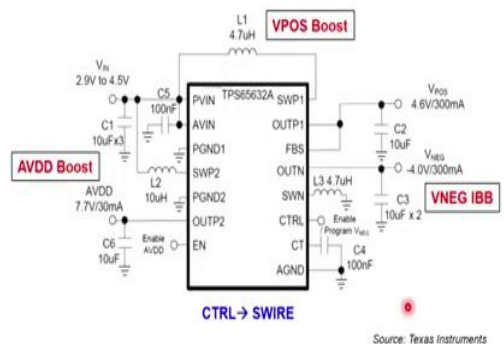 L1
4.7uH
VPOS Boost
VIN
2.9V to 4.5V
C5
100nF
TPS65632A
PVIN
SWP1
VPOS
4.6V/300mA
AVIN
OUTP1
C1
10uFx3
PGND1
FBS
C2
10uF
AVDD Boost
OUTN
VNEG
-4.0V/300mA
L2
10uH
SWP2
SWN
L3 4.7uH
VNEG IBB
AVDD
7.7V/30mA
PGND2
CTRL
Enable
Program VNEG
C3
10uF x 2
OUTP2
CT
C4
100nF
C6
10uF
Enable
AVDD
EN
AGND
CTRL→ SWIRE
Source: Texas Instruments